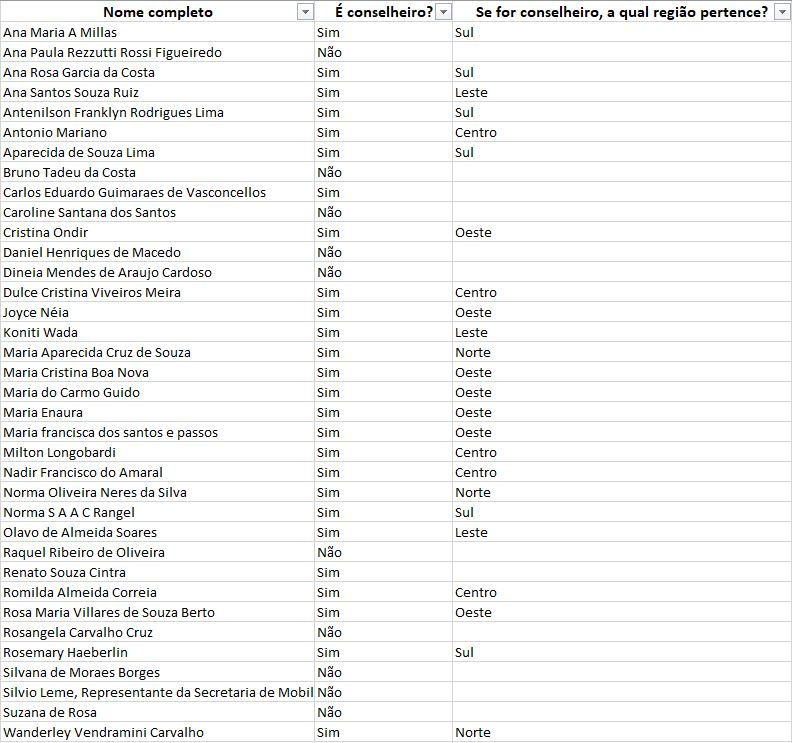 Nome completo É conselheiro? Se for conselheiro, a qual região pertence?
Ana Maria A Millas Sim Sul
Ana Paula Rezzutti Rossi Figueiredo Não
Ana Rosa Garcia da Costa Sim Sul
Ana Santos Souza Ruiz Sim Leste
Antenilson Franklyn Rodrigues Lima Sim Sul
Antonio Mariano Sim Centro
Aparecida de Souza Lima Sim Sul
Bruno Tadeu da Costa Não
Carlos Eduardo Guimaraes de Vasconcellos Sim
Caroline Santana dos Santos Não
Cristina Ondir Sim Oeste
Daniel Henriques de Macedo Não
Dineia Mendes de Araujo Cardoso Não
Dulce Cristina Viveiros Meira Sim Centro
Joyce Néia Sim Oeste
Koniti Wada Sim Leste
Maria Aparecida Cruz de Souza Sim Norte
Maria Cristina Boa Nova Sim Oeste
Maria do Carmo Guido Sim Oeste
Maria Enaura Sim Oeste
Maria francisca dos santos e passos Sim Oeste
Milton Longobardi Sim Centro
Nadir Francisco do Amaral Sim Centro
Norma Oliveira Neres da Silva Sim Norte
Norma S A A C Rangel Sim Sul
Olavo de Almeida Soares Sim Leste
Raquel Ribeiro de Oliveira Não
Renato Souza Cintra Sim
Romilda Almeida Correia Sim Centro
Rosa Maria Villares de Souza Berto Sim Oeste
Rosangela Carvalho Cruz Não
Rosemary Haeberlin Sim Sul
Silvana de Moraes Borges Não
Silvio Leme, Representante da Secretaria de Mobil Não
Suzana de Rosa Não
Wanderley Vendramini Carvalho Sim Norte